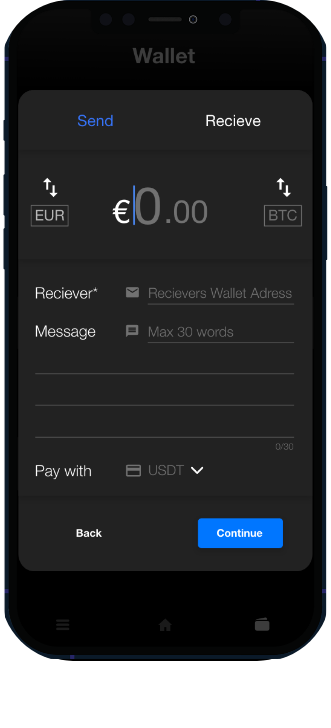 Wallet
Send Recieve
EUR €0.00 BTC
Reciever* Recievers Wallet Adress
Message Max 30 words
0/30
Pay with USDT
Back Continue